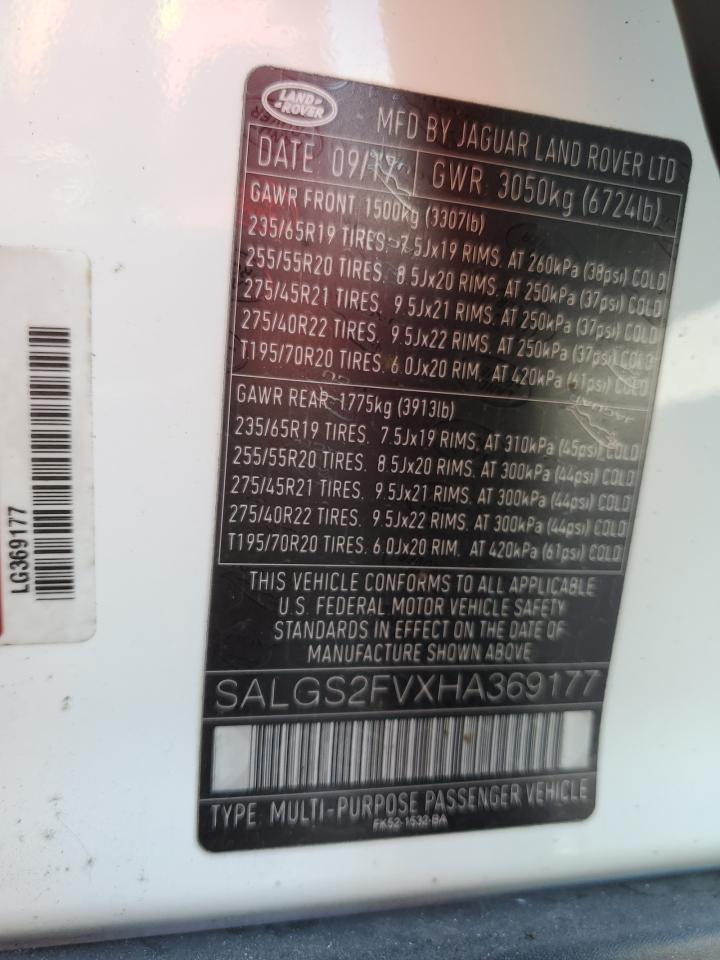 LAND
ROVER
MFD BY JAGUAR LAND ROVER LTD
DATE 09/17 GWR 3050kg (6724lb)
GAWR FRONT 1500kg (3307lb)
235/65R19 TIRES. 7.5Jx19 RIMS. AT 260kPa (38psi) COLD
255/55R20 TIRES. 8.5Jx20 RIMS. AT 250kPa (37psi) COLD
275/45R21 TIRES. 9.5Jx21 RIMS. AT 250kPa (37psi) COLD
275/40R22 TIRES. 9.5Jx22 RIMS. AT 250kPa (37psi) COLD
T195/70R20 TIRES. 6.0Jx20 RIM. AT 420kPa (61psi) COLD
GAWR REAR 1775kg (3913lb)
235/65R19 TIRES. 7.5Jx19 RIMS. AT 310kPa (45psi) COLD
255/55R20 TIRES. 8.5Jx20 RIMS. AT 300kPa (44psi) COLD
275/45R21 TIRES. 9.5Jx21 RIMS. AT 300kPa (44psi) COLD
275/40R22 TIRES. 9.5Jx22 RIMS. AT 300kPa (44psi) COLD
T195/70R20 TIRES. 6.0Jx20 RIM. AT 420kPa (61psi) COLD
THIS VEHICLE CONFORMS TO ALL APPLICABLE
U.S. FEDERAL MOTOR VEHICLE SAFETY
STANDARDS IN EFFECT ON THE DATE OF
MANUFACTURE SHOWN ABOVE
SALGS2FVXHA369177
TYPE MULTI-PURPOSE PASSENGER VEHICLE
FK52-1532-BA
LG369177